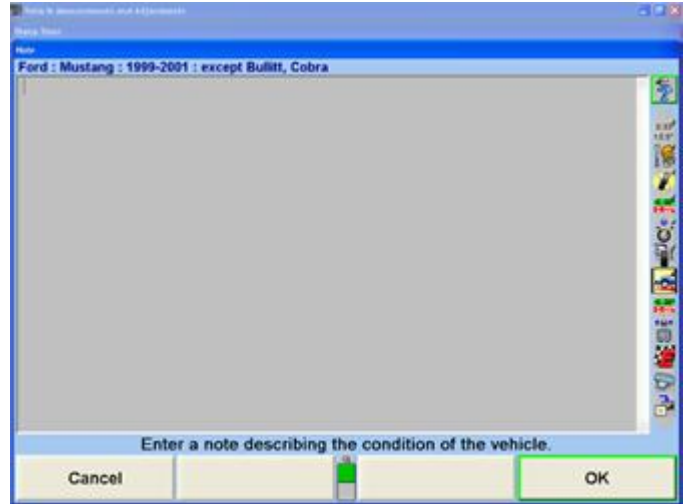 Note
Ford : Mustang : 1999-2001 : except Bullitt, Cobra
Enter a note describing the condition of the vehicle.
Cancel
OK